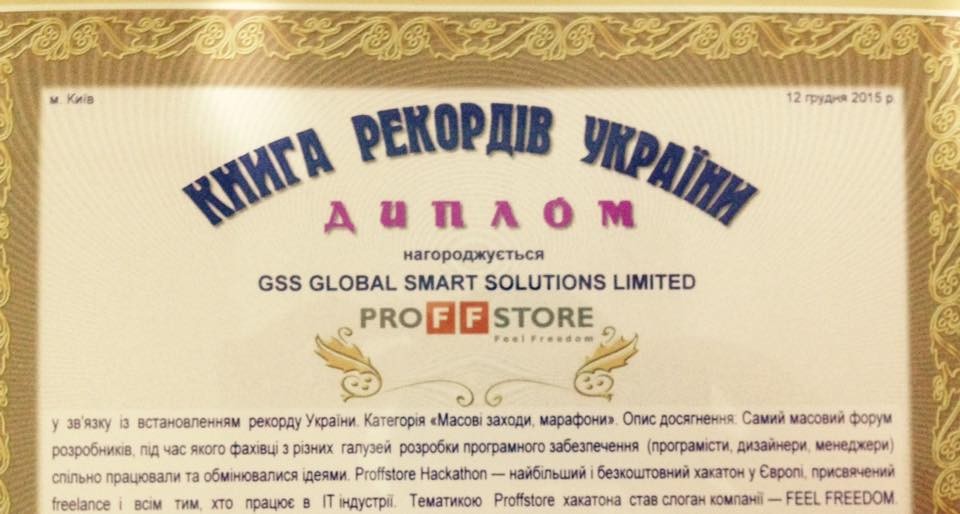 м. Київ
12 грудня 2015 р.
КНИГА РЕКОРДІВ УКРАЇНИ
ДИПЛОМ
нагороджується
GSS GLOBAL SMART SOLUTIONS LIMITED
PROFFSTORE
Feel Freedom
у зв'язку із встановленням рекорду України. Категорія «Масові заходи, марафони». Опис досягнення: Самий масовий форум
розробників, під час якого фахівці з різних галузей розробки програмного забезпечення (програмісти, дизайнери, менеджери)
спільно працювали та обмінювалися ідеями. Proffstore Hackathon — найбільший і безкоштовний хакатон у Європі, присвячений
freelance і всім тим, хто працює в IT індустрії. Тематикою Proffstore хакатона став слоган компанії — FEEL FREEDOM.